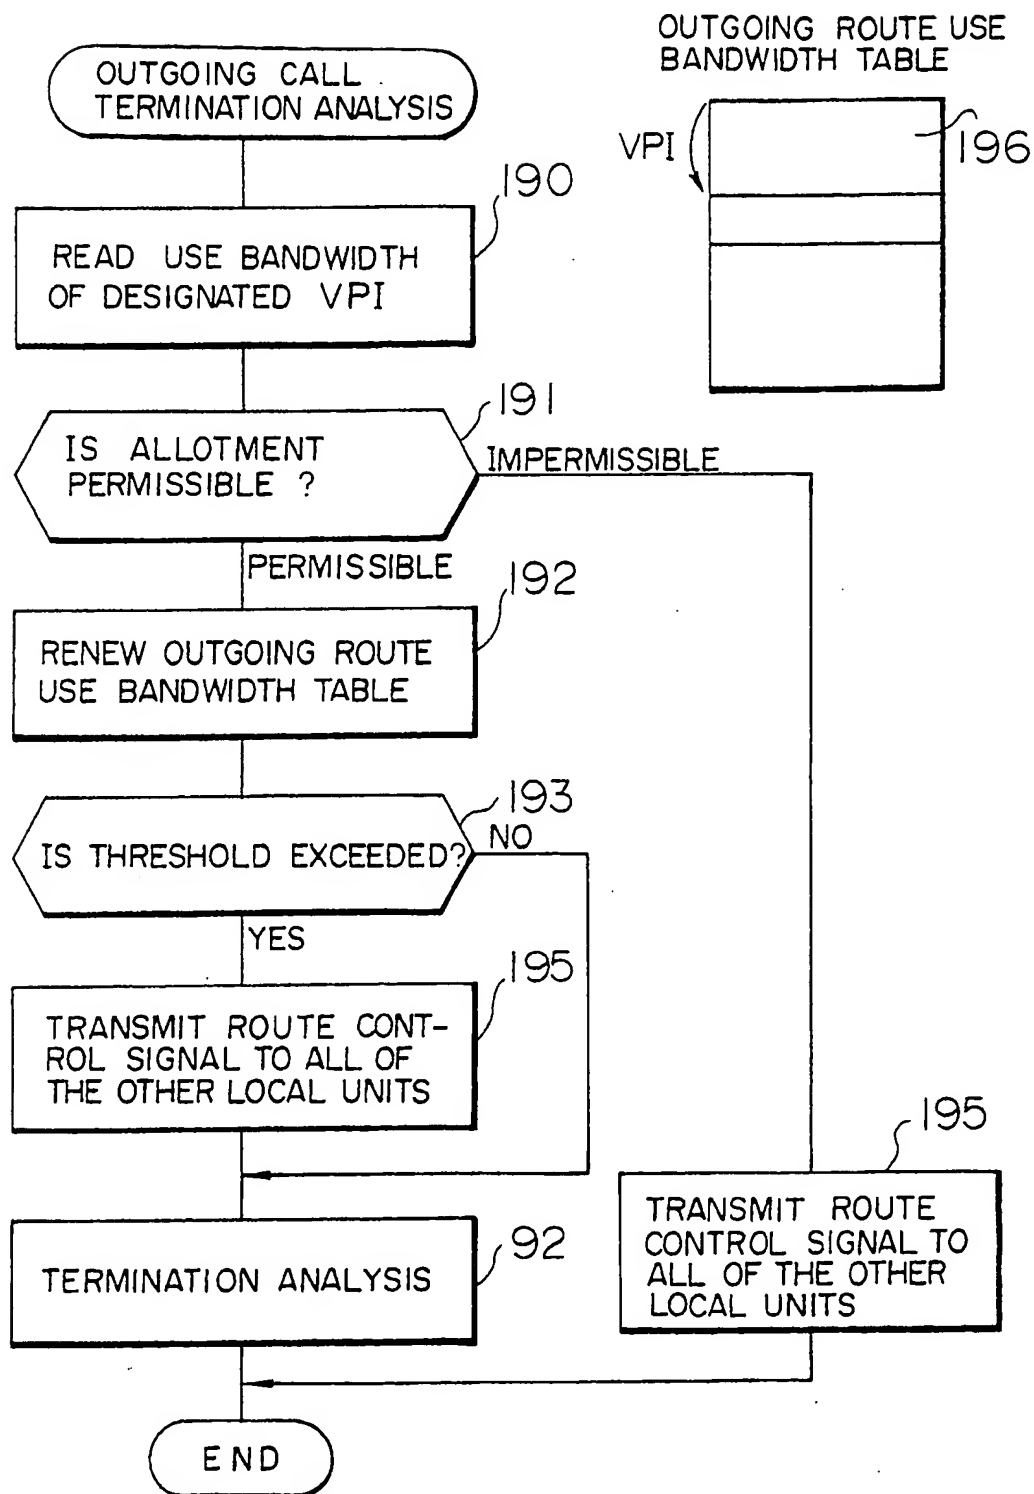 OUTGOING CALL
TERMINATION ANALYSIS
OUTGOING ROUTE USE
BANDWIDTH TABLE
VPI
196
190
READ USE BANDWIDTH
OF DESIGNATED VPI
191
IS ALLOTMENT
PERMISSIBLE ?
IMPERMISSIBLE
PERMISSIBLE
192
RENEW OUTGOING ROUTE
USE BANDWIDTH TABLE
193
IS THRESHOLD EXCEEDED?
NO
YES
195
TRANSMIT ROUTE CONT-
ROL SIGNAL TO ALL OF
THE OTHER LOCAL UNITS
195
TRANSMIT ROUTE
CONTROL SIGNAL TO
ALL OF THE OTHER
LOCAL UNITS
92
TERMINATION ANALYSIS
END